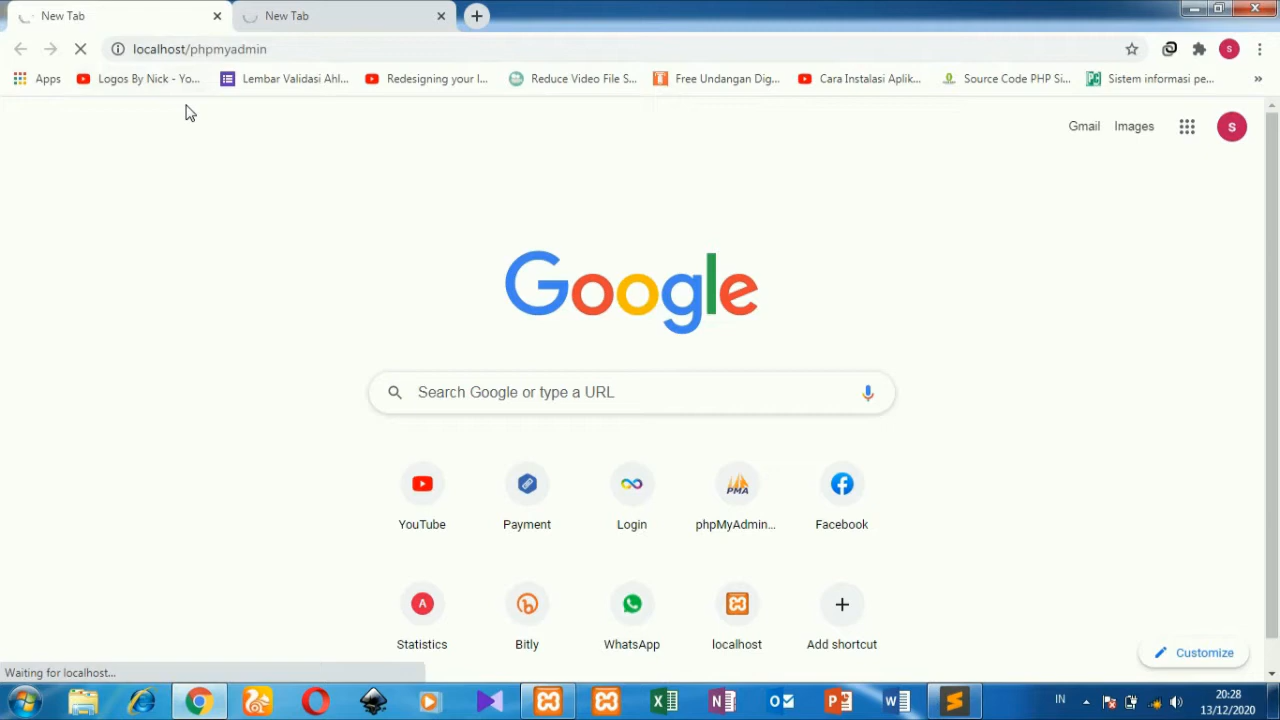 New Tab
New Tab
localhost/phpmyadmin
S
Apps
Logos By Nick - Yo...
Lembar Validasi Ahl...
Redesigning your I...
Reduce Video File S...
Free Undangan Dig...
Cara Instalasi Aplik...
Source Code PHP Si...
Sistem informasi pe...
Gmail
Images
S
Google
Search Google or type a URL
PMA
YouTube
Payment
Login
phpMyAdmin...
Facebook
A
Statistics
Bitly
WhatsApp
localhost
Add shortcut
Customize
Waiting for localhost...
IN
20:28
13/12/2020